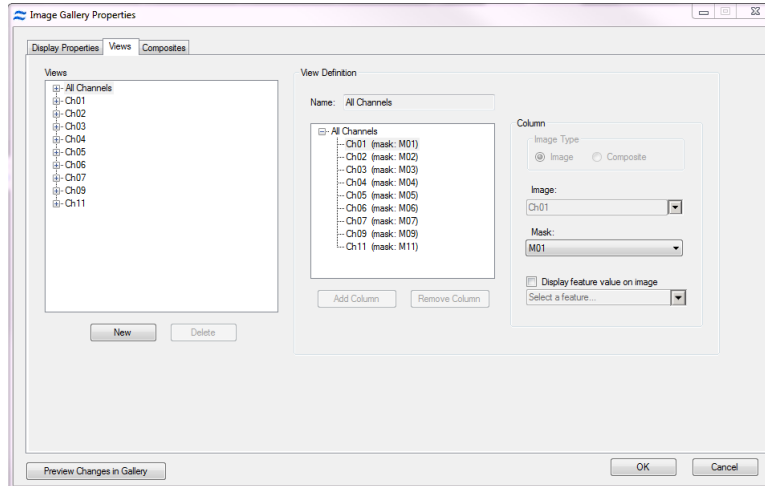 Image Gallery Properties
Display Properties Views Composites
Views
All Channels
Ch01
Ch02
Ch03
Ch04
Ch05
Ch06
Ch07
Ch09
Ch11
New Delete
View Definition
Name: All Channels
All Channels
Ch01 (mask: M01)
Ch02 (mask: M02)
Ch03 (mask: M03)
Ch04 (mask: M04)
Ch05 (mask: M05)
Ch06 (mask: M06)
Ch07 (mask: M07)
Ch09 (mask: M09)
Ch11 (mask: M11)
Add Column Remove Column
Column
Image Type
Image Composite
Image:
Ch01
Mask:
M01
Display feature value on image
Select a feature...
Preview Changes in Gallery OK Cancel